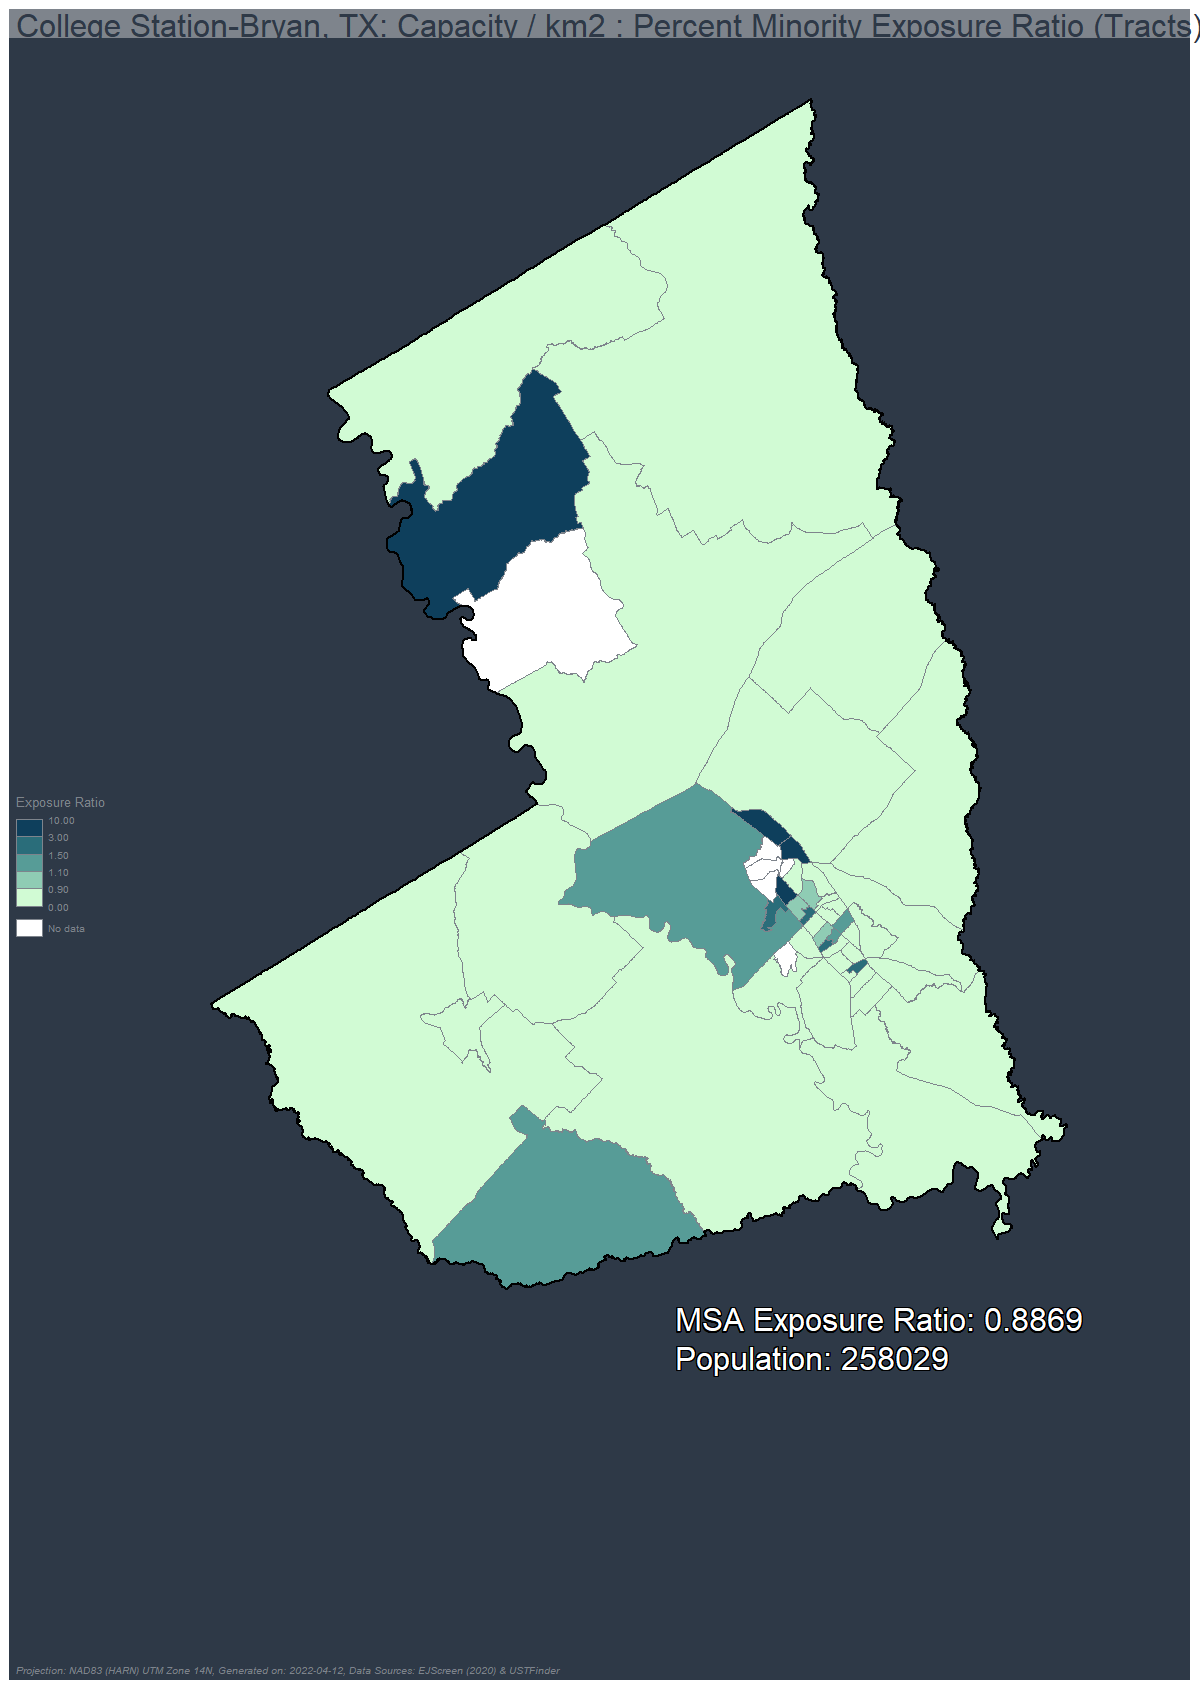 College Station-Bryan, TX: Capacity / km2 : Percent Minority Exposure Ratio (Tracts)
Exposure Ratio
10.00
3.00
1.50
1.10
0.90
0.00
No data
MSA Exposure Ratio: 0.8869
Population: 258029
Projection: NAD83 (HARN) UTM Zone 14N, Generated on: 2022-04-12, Data Sources: EJScreen (2020) & USTFinder